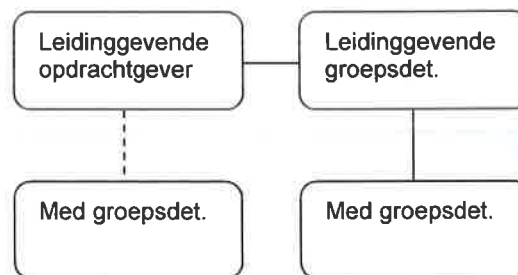 Leidinggevende
opdrachtgever
Leidinggevende
groepsdet.
Med groepsdet.
Med groepsdet.